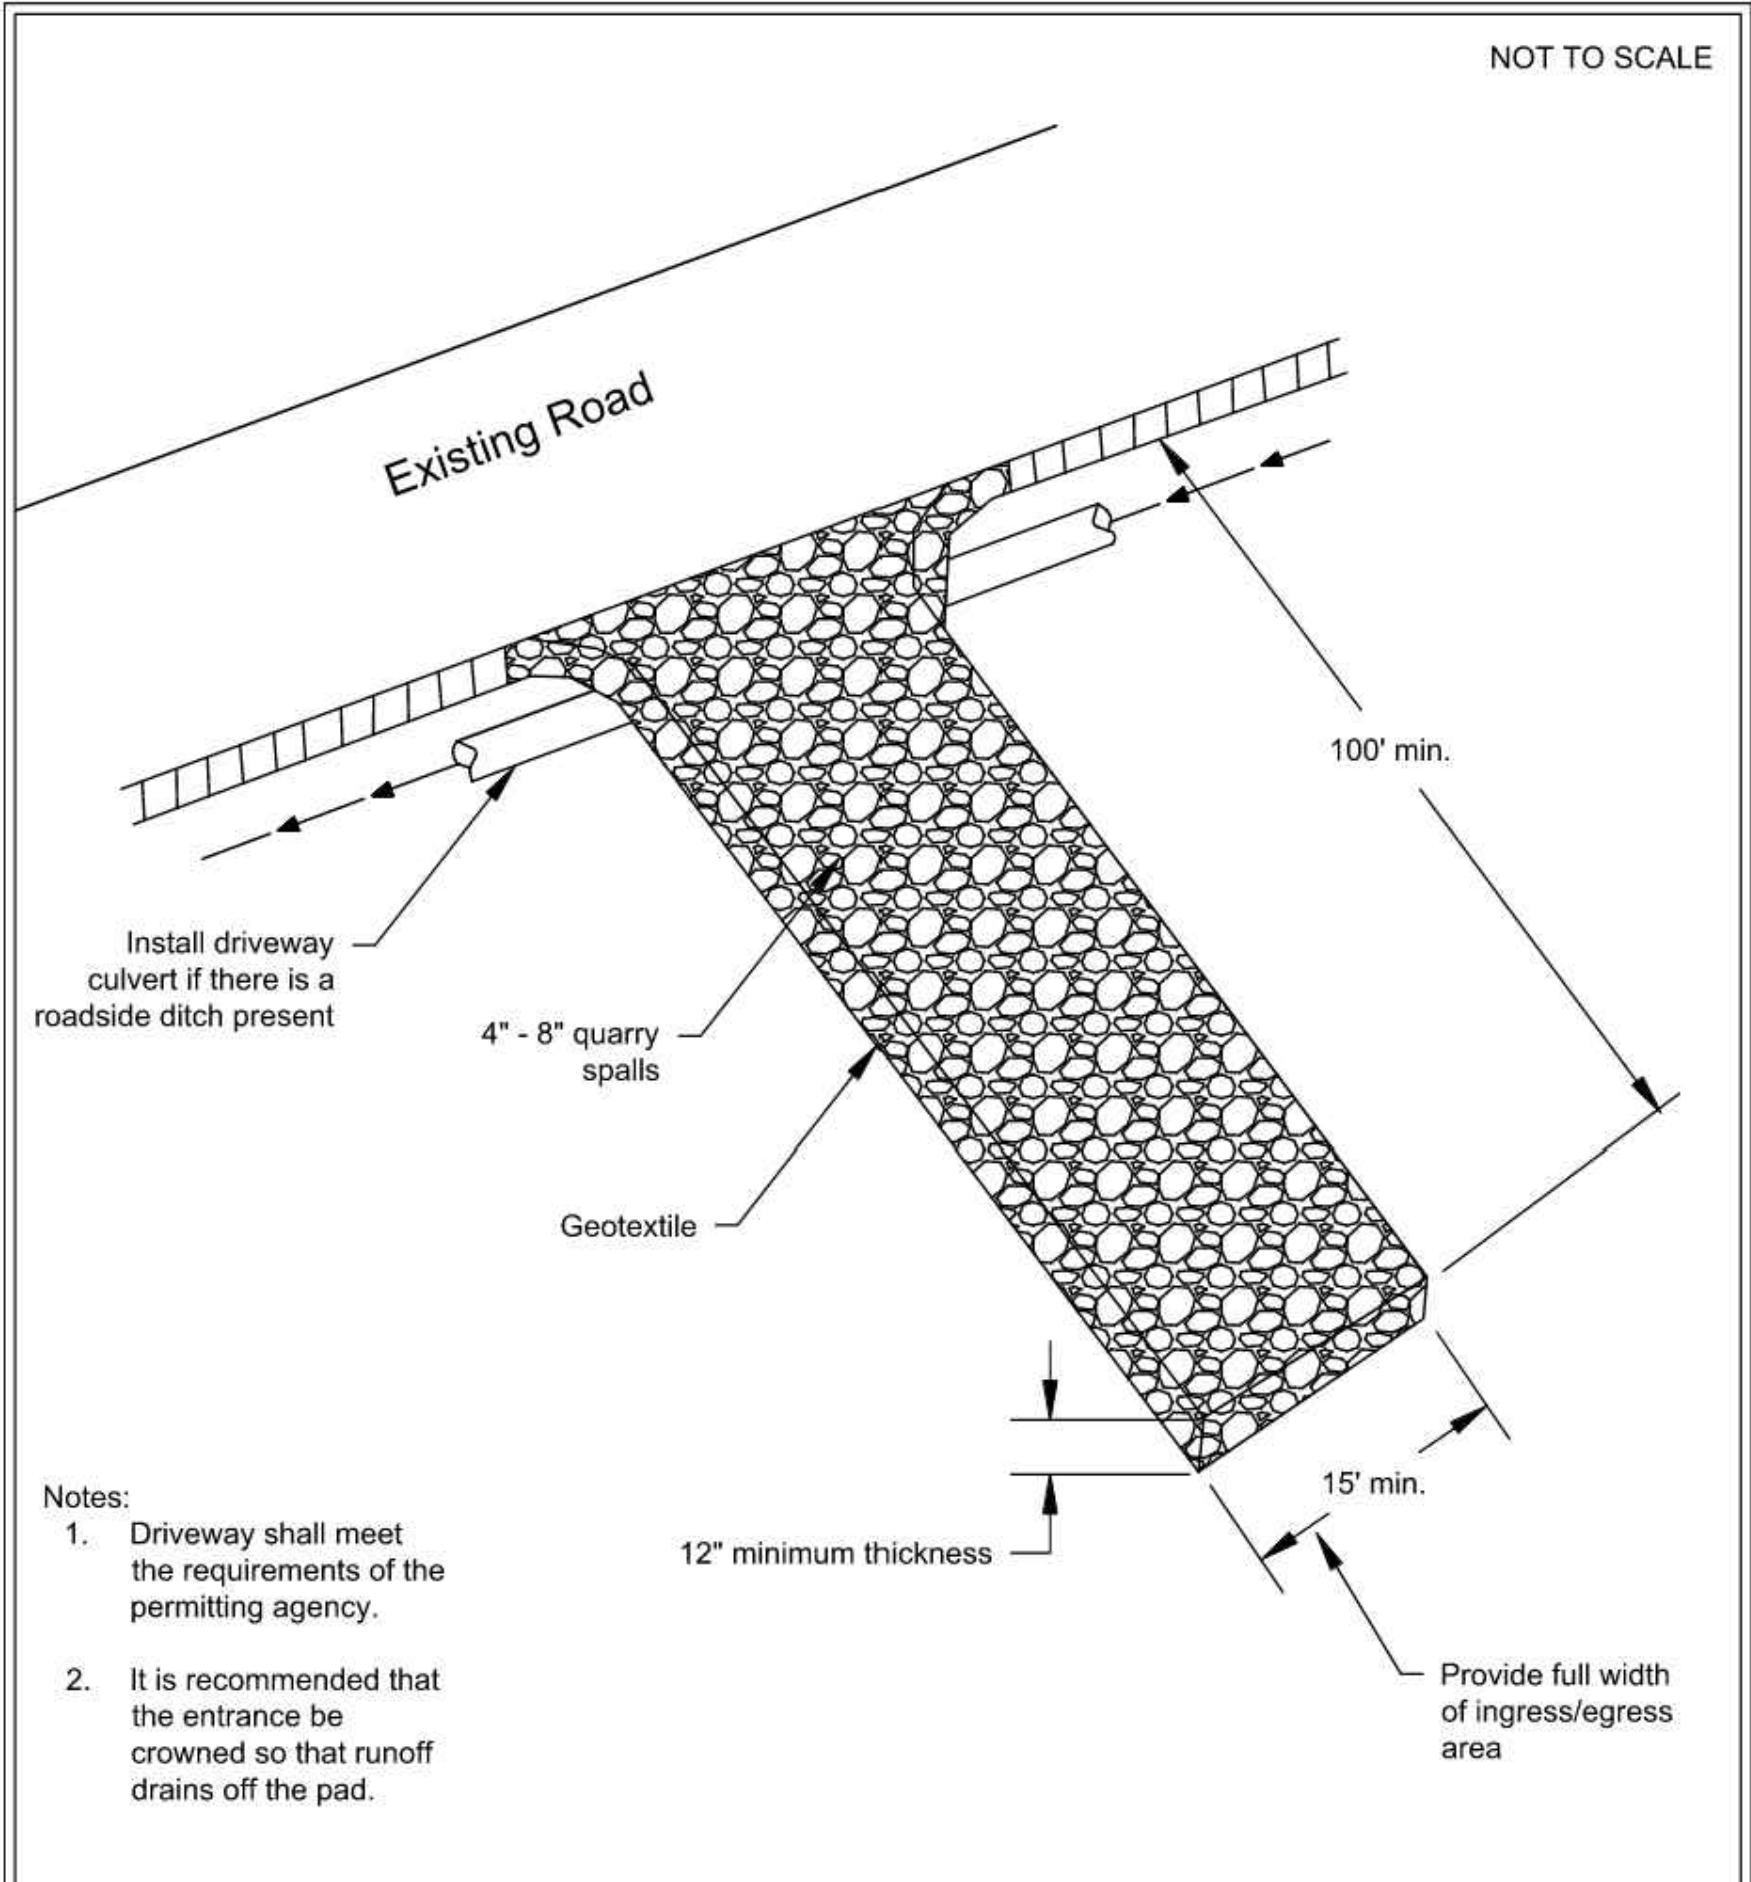 NOT TO SCALE
Existing Road
100' min.
Install driveway
culvert if there is a
roadside ditch present
4" - 8" quarry
spalls
Geotextile
15' min.
12" minimum thickness
Provide full width
of ingress/egress
area
Notes:
1. Driveway shall meet
the requirements of the
permitting agency.
2. It is recommended that
the entrance be
crowned so that runoff
drains off the pad.